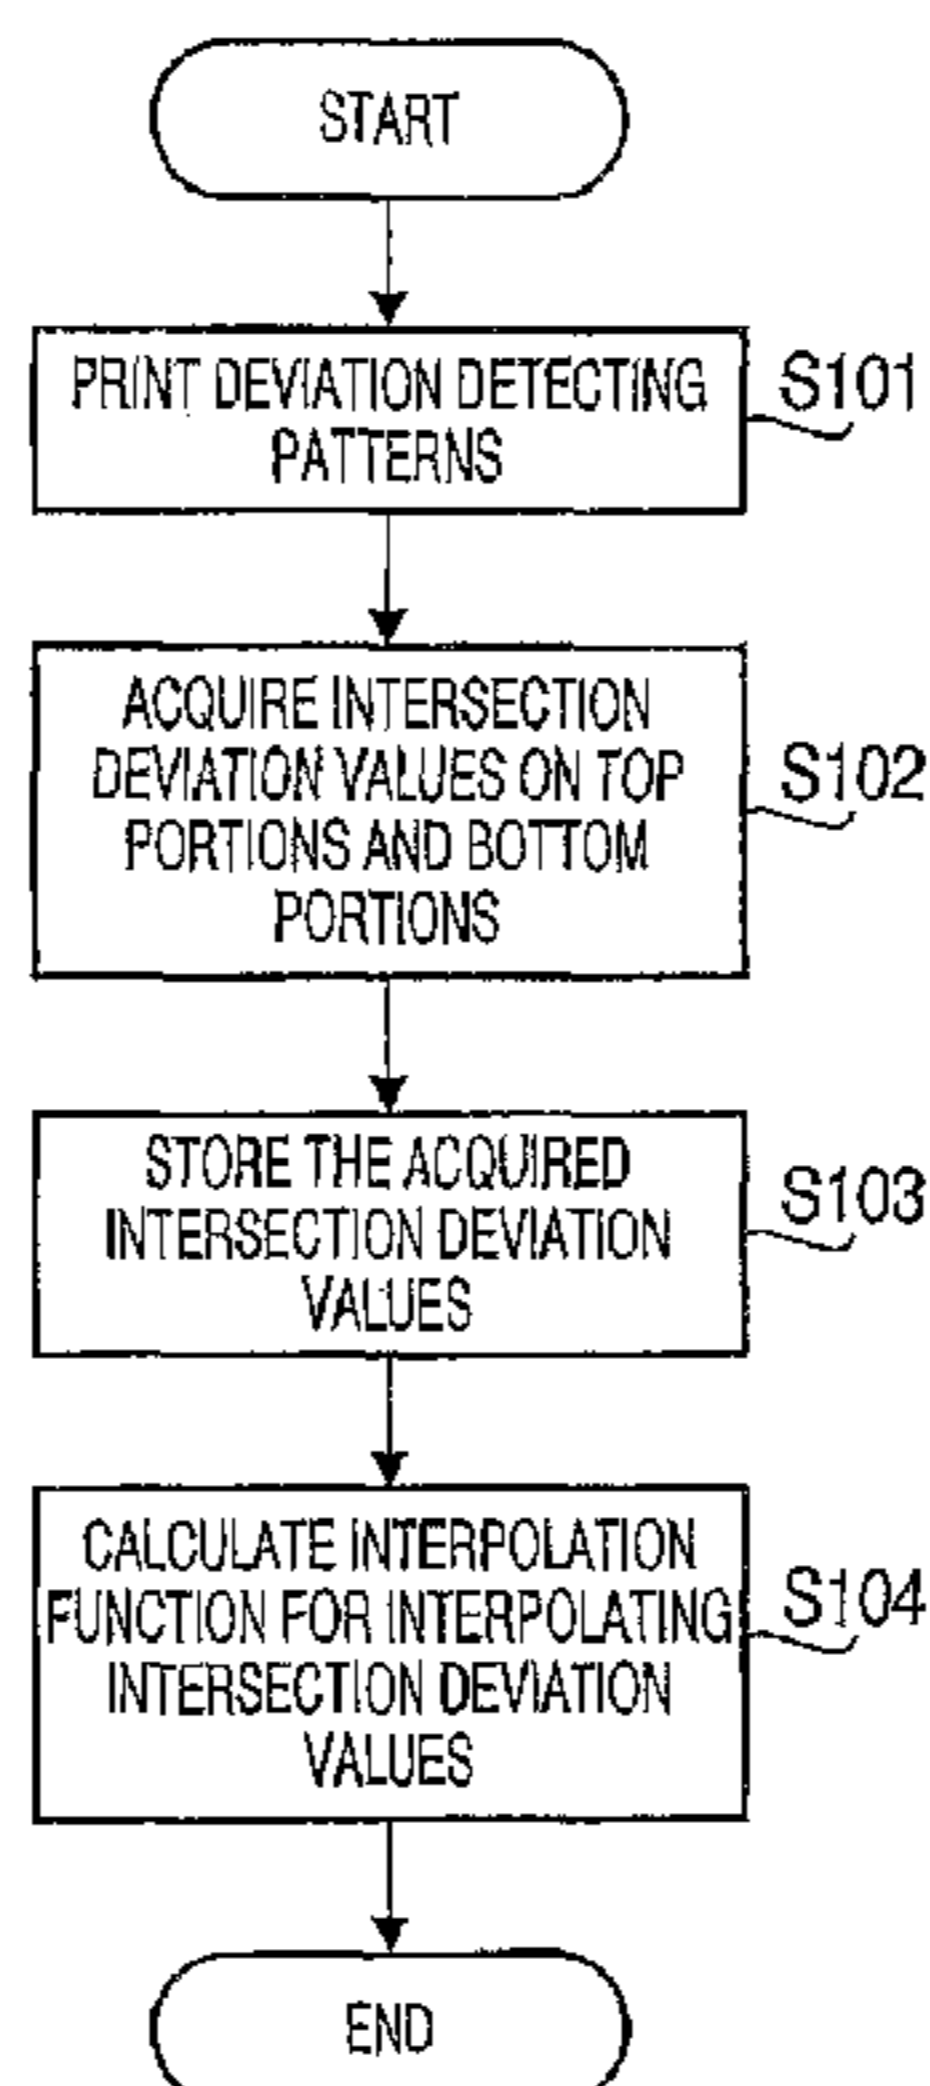 START
PRINT DEVIATION DETECTING
PATTERNS
S101
ACQUIRE INTERSECTION
DEVIATION VALUES ON TOP
PORTIONS AND BOTTOM
PORTIONS
S102
STORE THE ACQUIRED
INTERSECTION DEVIATION
VALUES
S103
CALCULATE INTERPOLATION
FUNCTION FOR INTERPOLATING
INTERSECTION DEVIATION
VALUES
S104
END